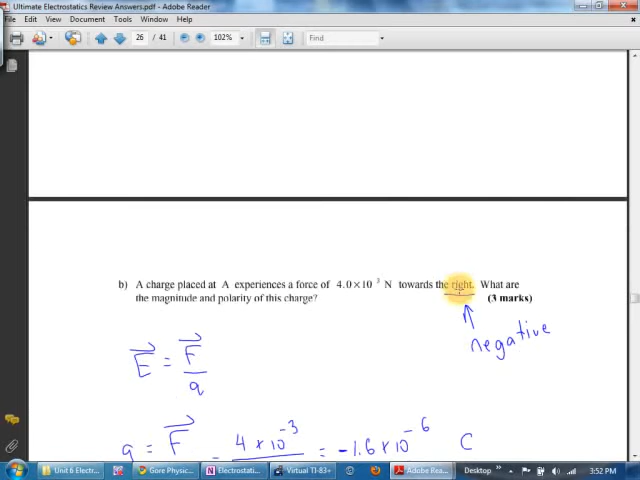 Ultimate Electrostatics Review Answers.pdf - Adobe Reader
File Edit View Document Tools Window Help
26 / 41 102% Find
b) A charge placed at A experiences a force of 4.0 × 10 ³ N towards the right. What are
the magnitude and polarity of this charge? (3 marks)
negative
E = F / q
q = F = 4 × 10⁻³ = -1.6 × 10⁻⁶ C
Unit 6 Electr... Gore Physic... Electrostati... Virtual TI-83+ Adobe Rea... Desktop » 3:52 PM